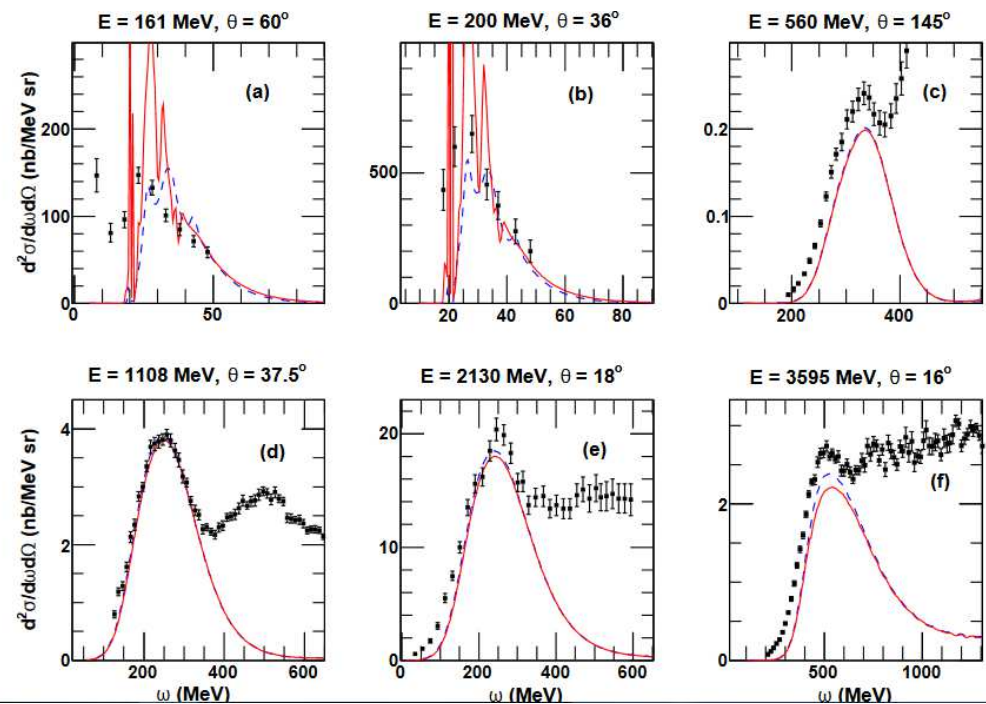 E = 161 MeV, θ = 60°
E = 200 MeV, θ = 36°
E = 560 MeV, θ = 145°
d²σ/dωdΩ (nb/MeV sr)
200
100
0
0
50
(a)
500
0
20
40
60
80
(b)
0.2
0.1
0
200
400
(c)
E = 1108 MeV, θ = 37.5°
E = 2130 MeV, θ = 18°
E = 3595 MeV, θ = 16°
d²σ/dωdΩ (nb/MeV sr)
4
2
0
200
400
600
(d)
ω (MeV)
20
10
0
0
200
400
600
(e)
ω (MeV)
2
0
500
1000
(f)
ω (MeV)